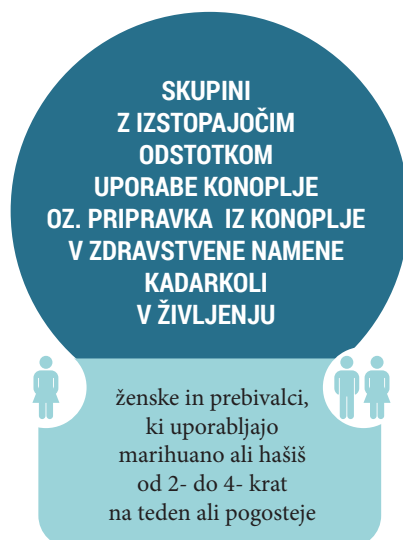 SKUPINI
Z IZSTOPAJOČIM
ODSTOTKOM
UPORABE KONOPLJE
OZ. PRIPRAVKA IZ KONOPLJE
V ZDRAVSTVENE NAMENE
KADARKOLI
V ŽIVLJENJU
ženske in prebivalci,
ki uporabljajo
marihuano ali hašiš
od 2- do 4- krat
na teden ali pogosteje